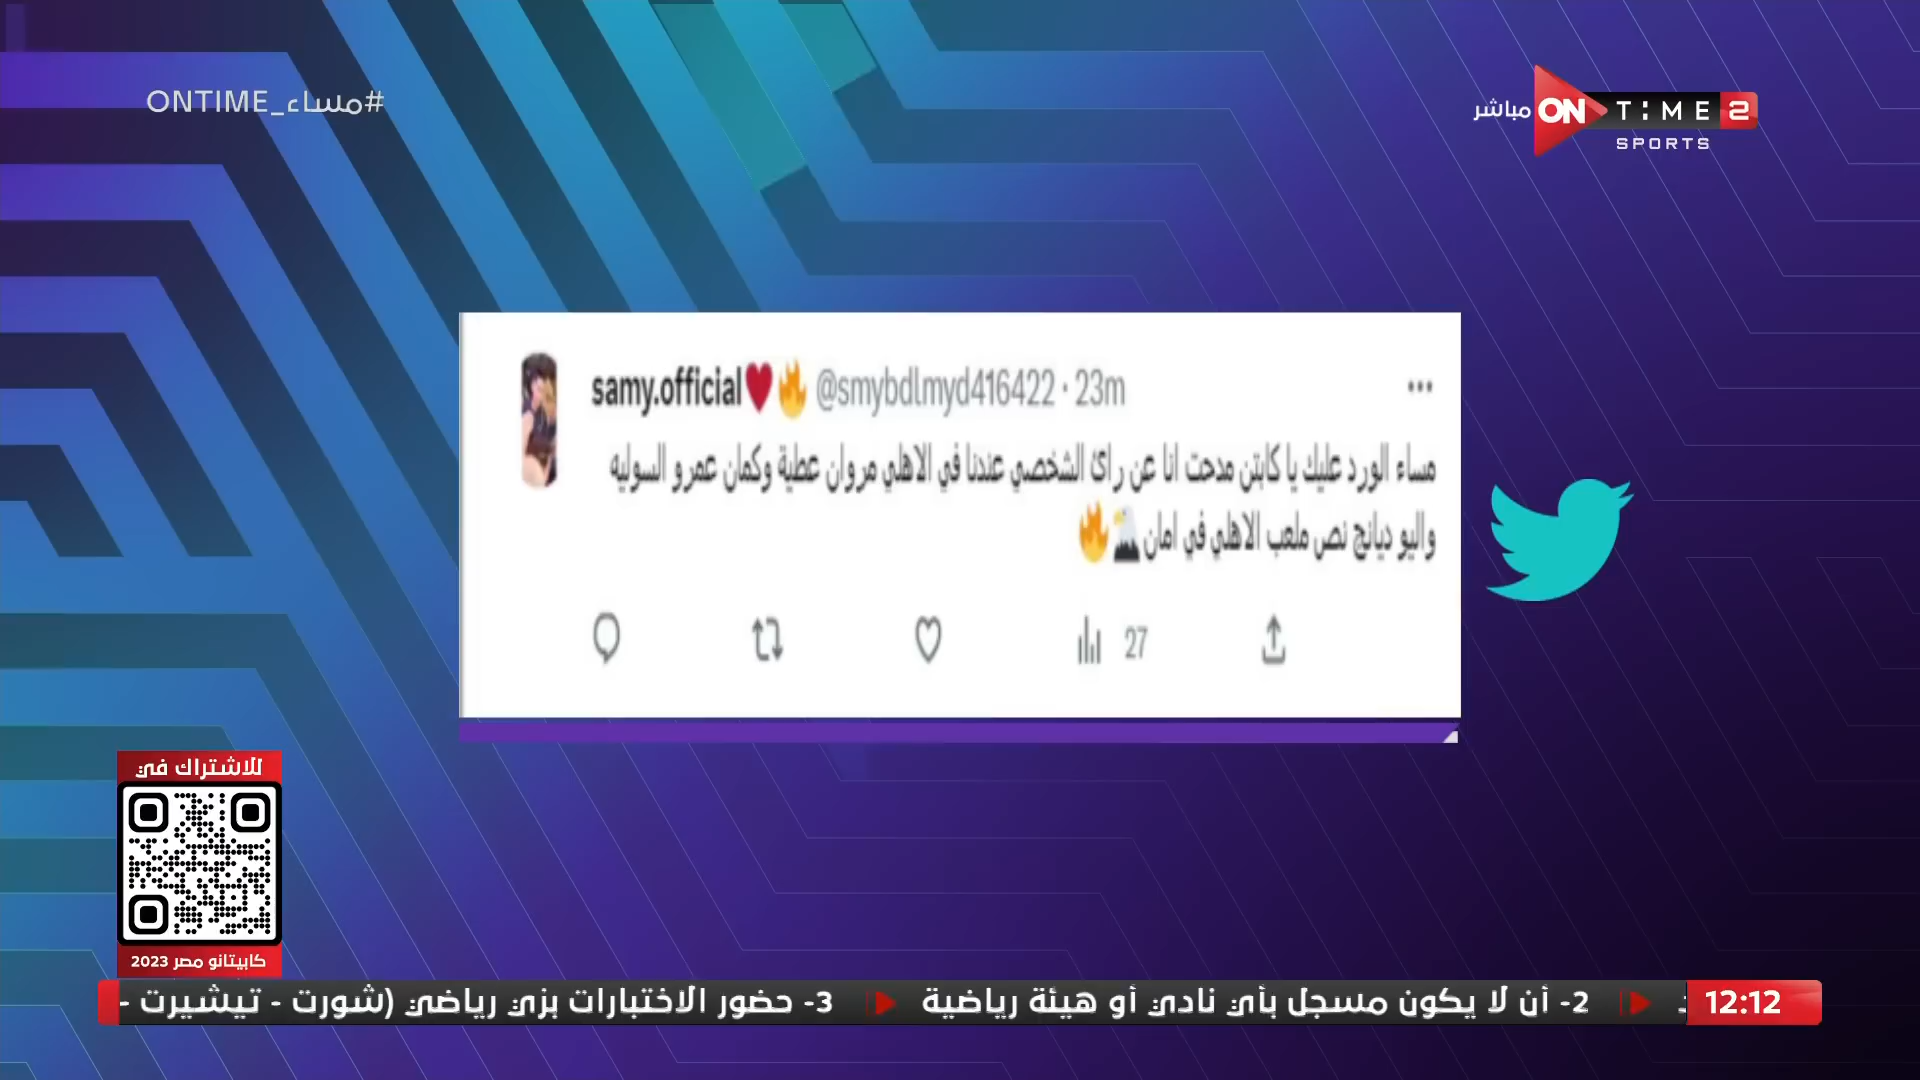 #مساء_ONTIME
مباشر ON TIME 2
SPORTS
samy.official♥️🔥 @smybdlmyd416422 · 23m
مساء الورد عليك يا كابتن مدحت انا عن رائ الشخصي عندنا في الاهلي مروان عطية وكمان عمرو السوليه
واليو ديانج نص ملعب الاهلي في امان🦅🔥
27
للاشتراك في
كابيتانو مصر 2023
2- أن لا يكون مسجل بأي نادي أو هيئة رياضية ◀ 3- حضور الاختبارات بزي رياضي (شورت - تيشيرت -
12:12